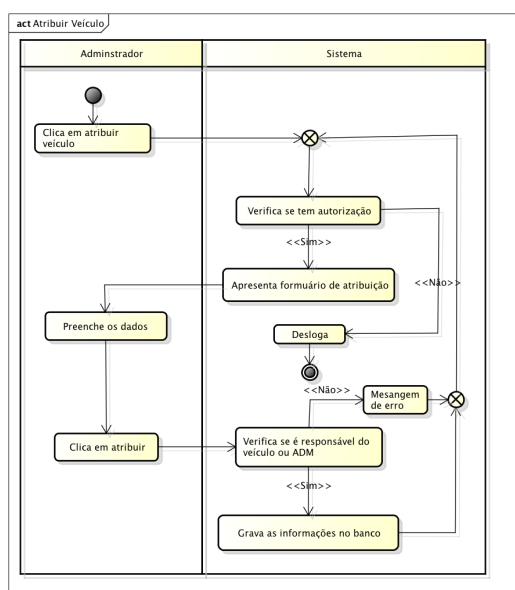 act Atribuir Veículo
Adminstrador
Sistema
Clica em atribuir
veículo
Verifica se tem autorização
<<Sim>>
Apresenta formuário de atribuição
<<Não>>
Preenche os dados
Desloga
<<Não>>
Mesangem
de erro
Clica em atribuir
Verifica se é responsável do
veículo ou ADM
<<Sim>>
Grava as informações no banco